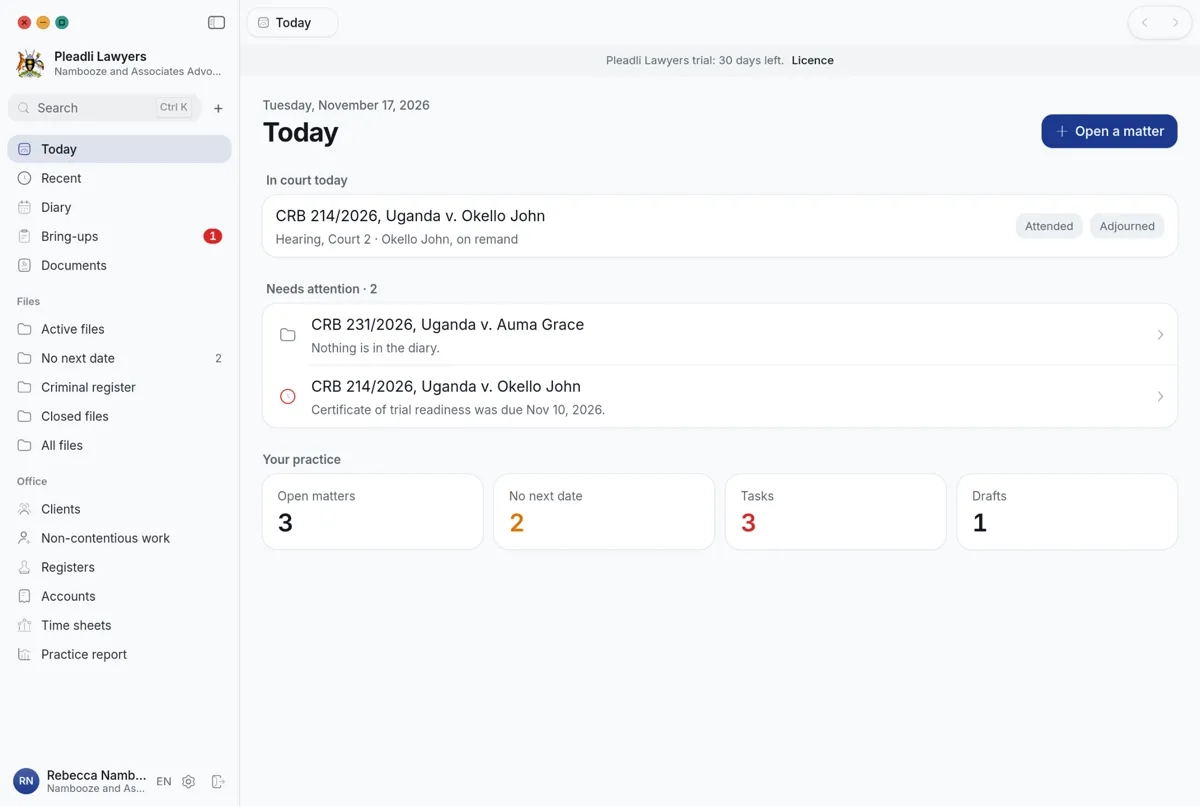 Pleadli Lawyers
Nambooze and Associates Advo...
Search
Ctrl K
+
Today
Recent
Diary
Bring-ups
1
Documents
Files
Active files
No next date
2
Criminal register
Closed files
All files
Office
Clients
Non-contentious work
Registers
Accounts
Time sheets
Practice report
RN
Rebecca Namb...
Nambooze and As...
EN
Today
Pleadli Lawyers trial: 30 days left. Licence
Tuesday, November 17, 2026
Today
+ Open a matter
In court today
CRB 214/2026, Uganda v. Okello John
Hearing, Court 2 · Okello John, on remand
Attended
Adjourned
Needs attention · 2
CRB 231/2026, Uganda v. Auma Grace
Nothing is in the diary.
CRB 214/2026, Uganda v. Okello John
Certificate of trial readiness was due Nov 10, 2026.
Your practice
Open matters
3
No next date
2
Tasks
3
Drafts
1